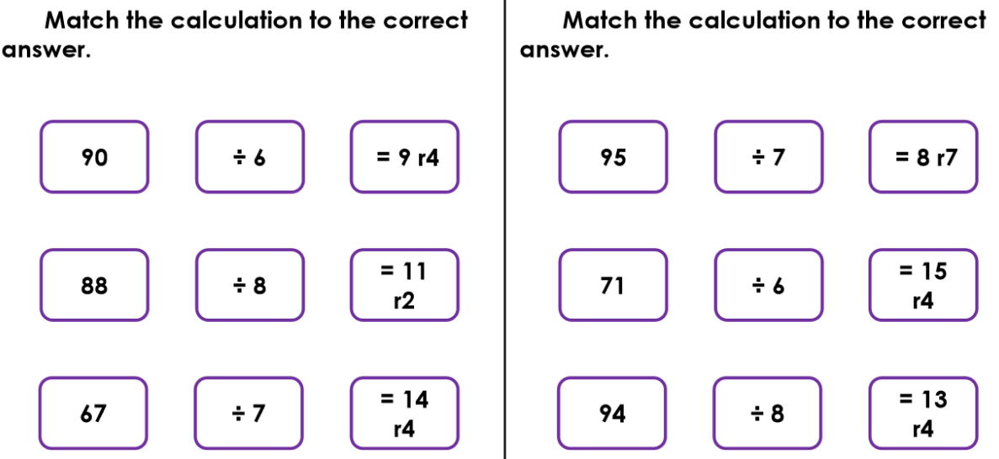 Match the calculation to the correct
answer.
90 ÷ 6 = 9 r4
88 ÷ 8 = 11
r2
67 ÷ 7 = 14
r4
Match the calculation to the correct
answer.
95 ÷ 7 = 8 r7
71 ÷ 6 = 15
r4
94 ÷ 8 = 13
r4